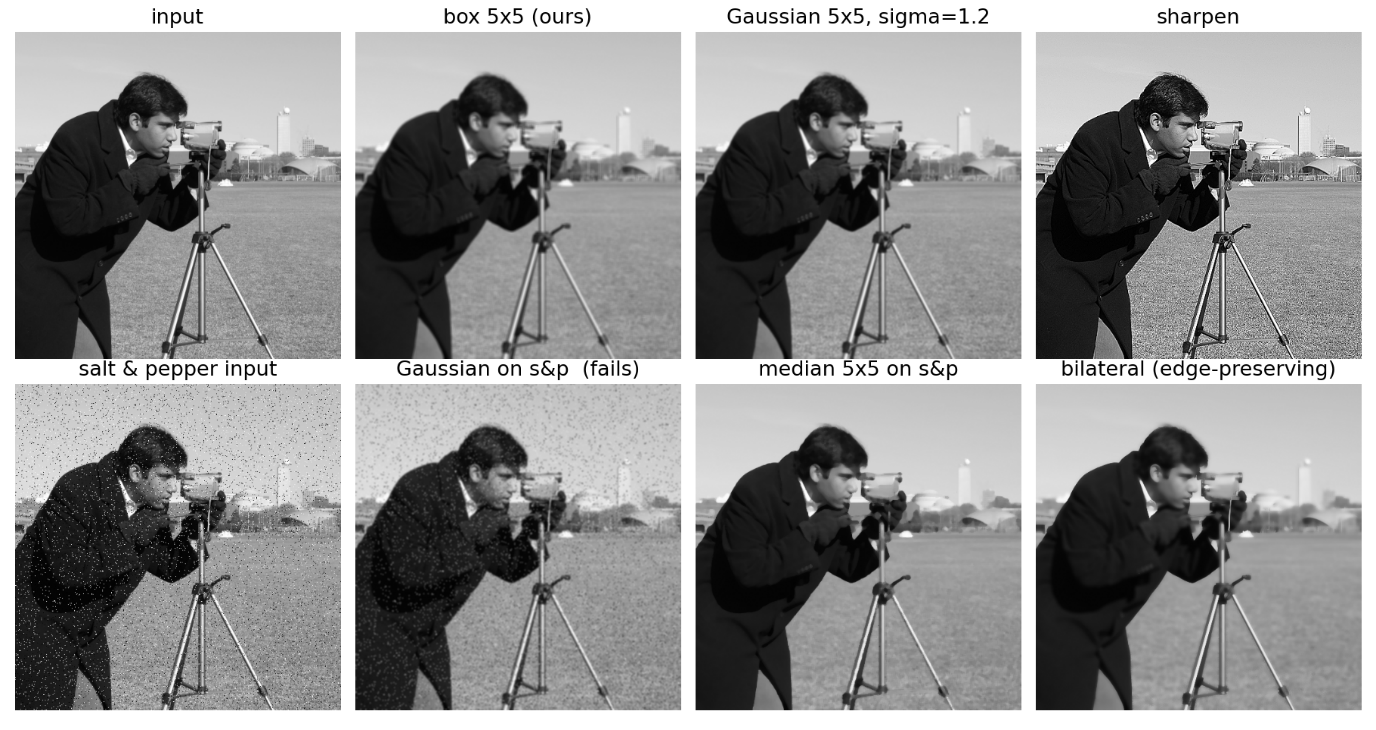 input
box 5x5 (ours)
Gaussian 5x5, sigma=1.2
sharpen
salt & pepper input
Gaussian on s&p  (fails)
median 5x5 on s&p
bilateral (edge-preserving)